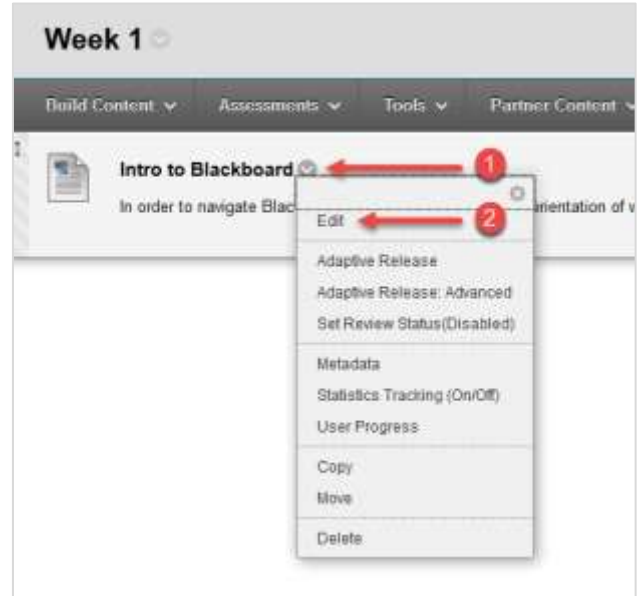 Week 1
Build Content Assessments Tools Partner Content
Intro to Blackboard 1
In order to navigate Blac mentation of
Edit 2
Adaptive Release
Adaptive Release: Advanced
Set Review Status(Disabled)
Metadata
Statistics Tracking (On/Off)
User Progress
Copy
Move
Delete